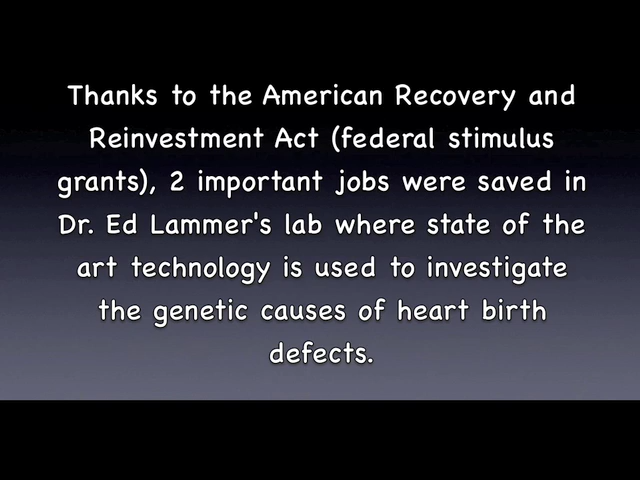 Thanks to the American Recovery and
Reinvestment Act (federal stimulus
grants), 2 important jobs were saved in
Dr. Ed Lammer's lab where state of the
art technology is used to investigate
the genetic causes of heart birth
defects.